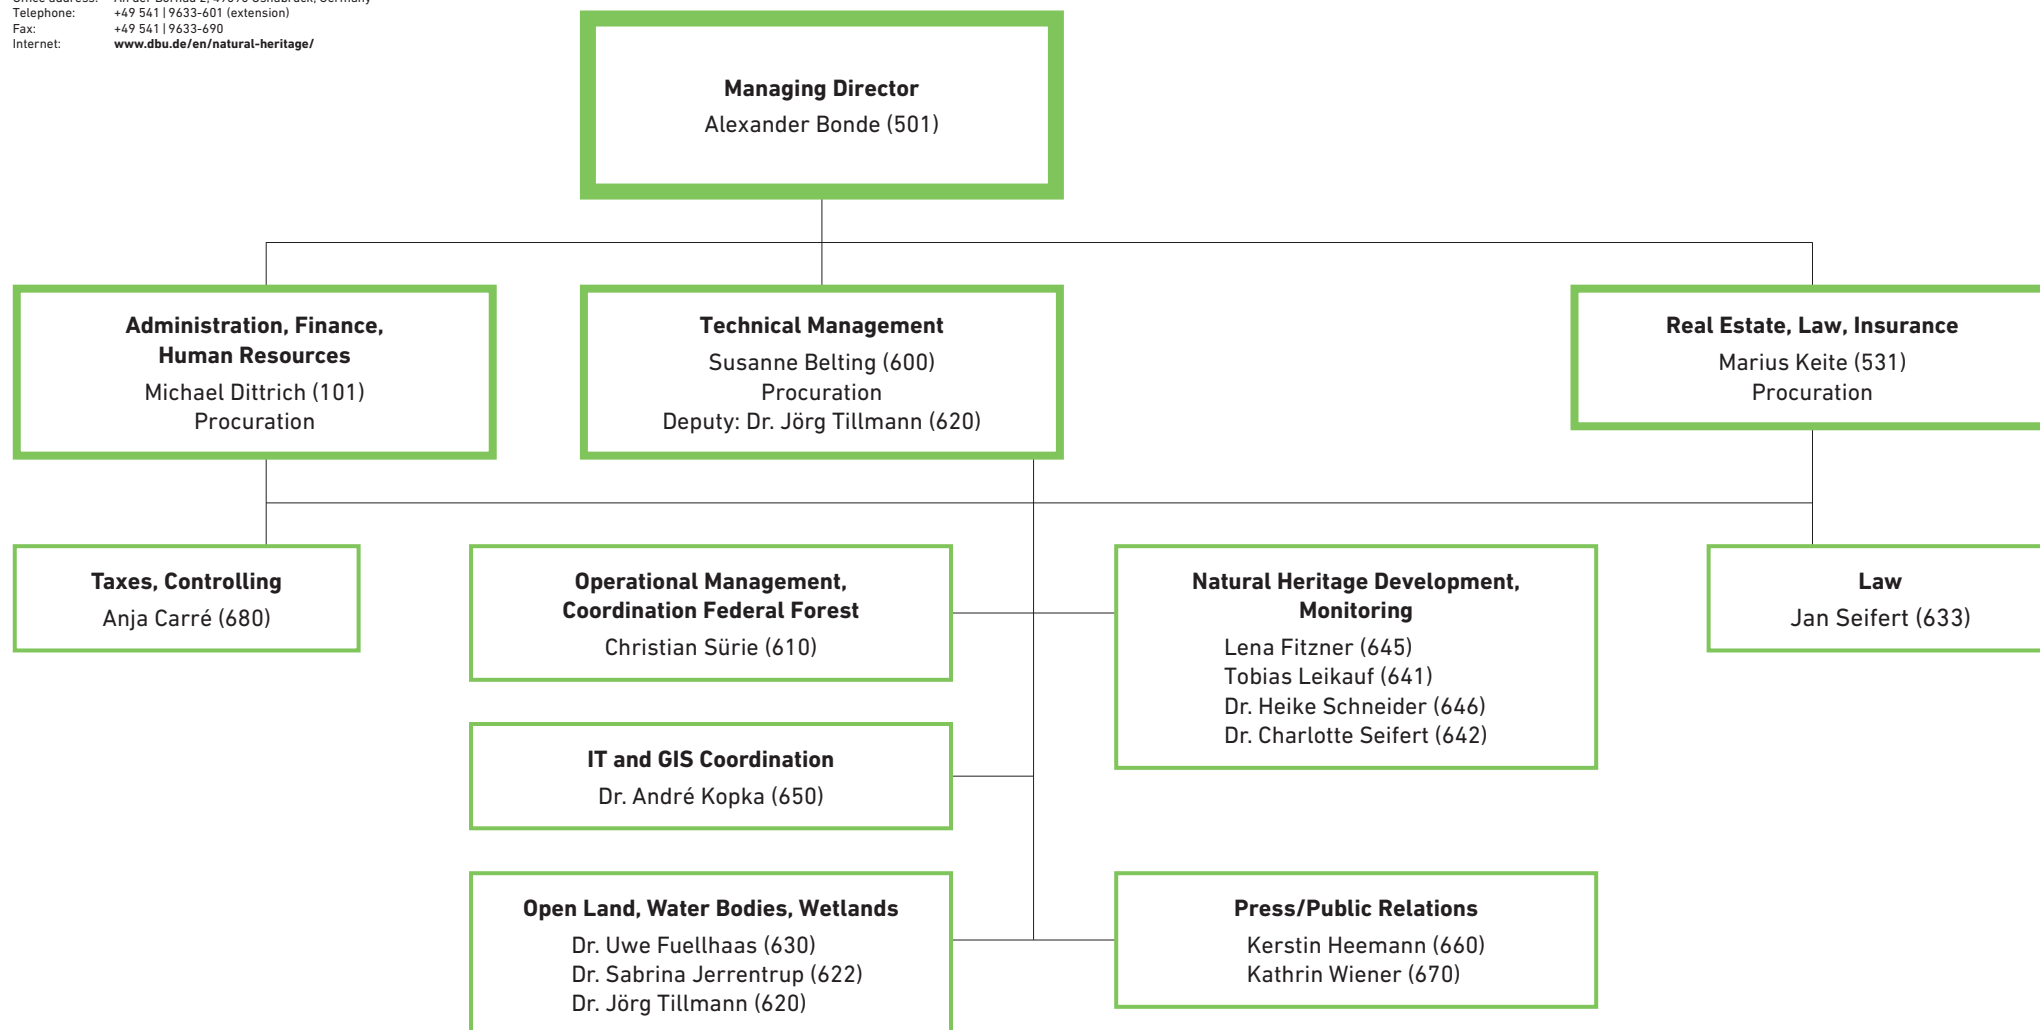 Telephone: +49 541 | 9633-601 (extension)
Fax: +49 541 | 9633-690
Internet: www.dbu.de/en/natural-heritage/
Managing Director
Alexander Bonde (501)
Administration, Finance,
Human Resources
Michael Dittrich (101)
Procuration
Technical Management
Susanne Belting (600)
Procuration
Deputy: Dr. Jörg Tillmann (620)
Real Estate, Law, Insurance
Marius Keite (531)
Procuration
Taxes, Controlling
Anja Carré (680)
Operational Management,
Coordination Federal Forest
Christian Sürie (610)
Natural Heritage Development,
Monitoring
Lena Fitzner (645)
Tobias Leikauf (641)
Dr. Heike Schneider (646)
Dr. Charlotte Seifert (642)
Law
Jan Seifert (633)
IT and GIS Coordination
Dr. André Kopka (650)
Open Land, Water Bodies, Wetlands
Dr. Uwe Fuellhaas (630)
Dr. Sabrina Jerrentrup (622)
Dr. Jörg Tillmann (620)
Press/Public Relations
Kerstin Heemann (660)
Kathrin Wiener (670)